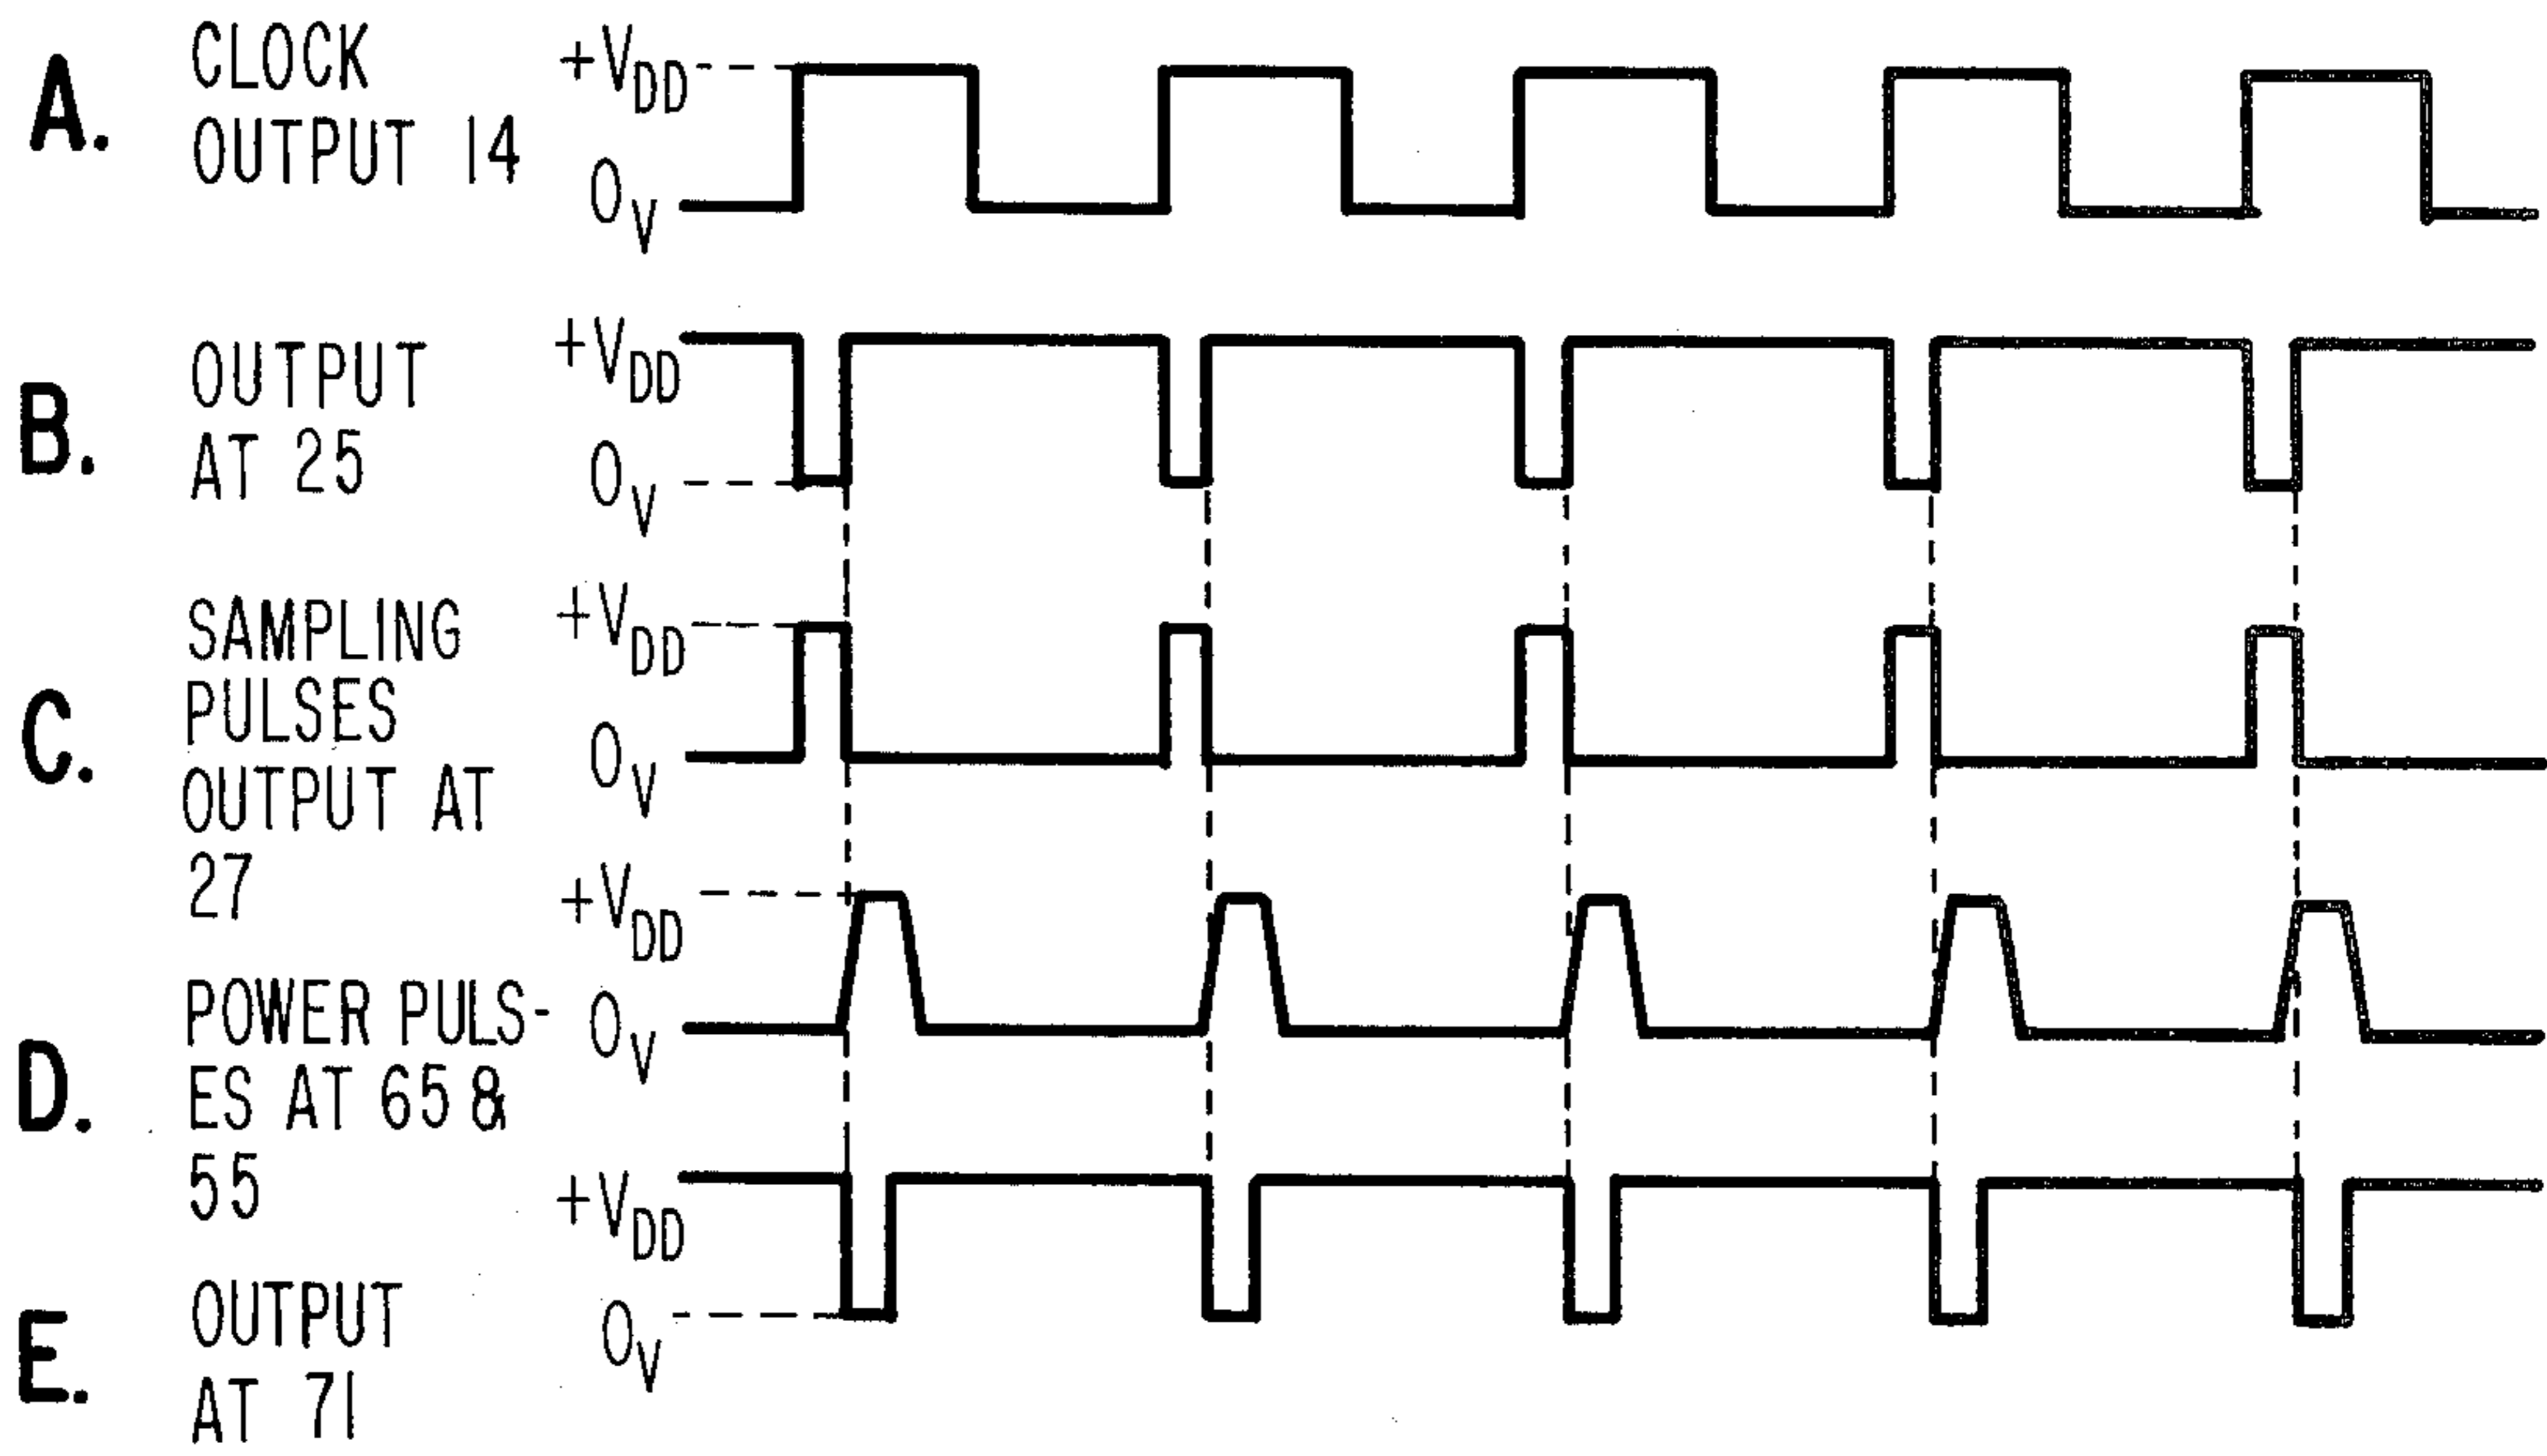 A.
CLOCK
OUTPUT 14
+VDD
0V
B.
OUTPUT
AT 25
+VDD
0V
C.
SAMPLING
PULSES
OUTPUT AT
27
+VDD
0V
D.
POWER PULS-
ES AT 65 &
55
+VDD
0V
E.
OUTPUT
AT 71
+VDD
0V